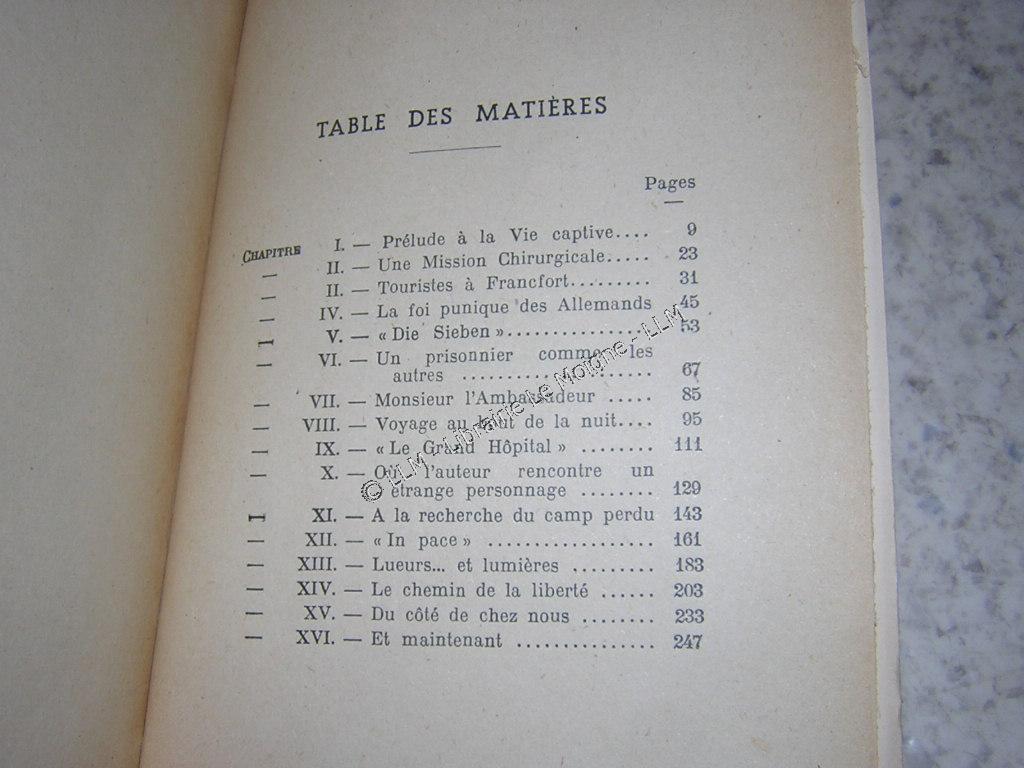 TABLE DES MATIÈRES
Pages
CHAPITRE I. — Prélude à la Vie captive.... 9
— II. — Une Mission Chirurgicale..... 23
— II. — Touristes à Francfort......... 31
— IV. — La foi punique des Allemands 45
— V. — « Die Sieben »............... 53
— VI. — Un prisonnier comme les
autres .................... 67
— VII. — Monsieur l'Ambassadeur ..... 85
— VIII. — Voyage au bout de la nuit.... 95
— IX. — « Le Grand Hôpital » ........ 111
— X. — Où l'auteur rencontre un
étrange personnage ........ 129
— XI. — A la recherche du camp perdu 143
— XII. — « In pace » .................. 161
— XIII. — Lueurs... et lumières ......... 183
— XIV. — Le chemin de la liberté ...... 203
— XV. — Du côté de chez nous ........ 233
— XVI. — Et maintenant ............... 247
© LLM - Librairie Le Moigne - LLM